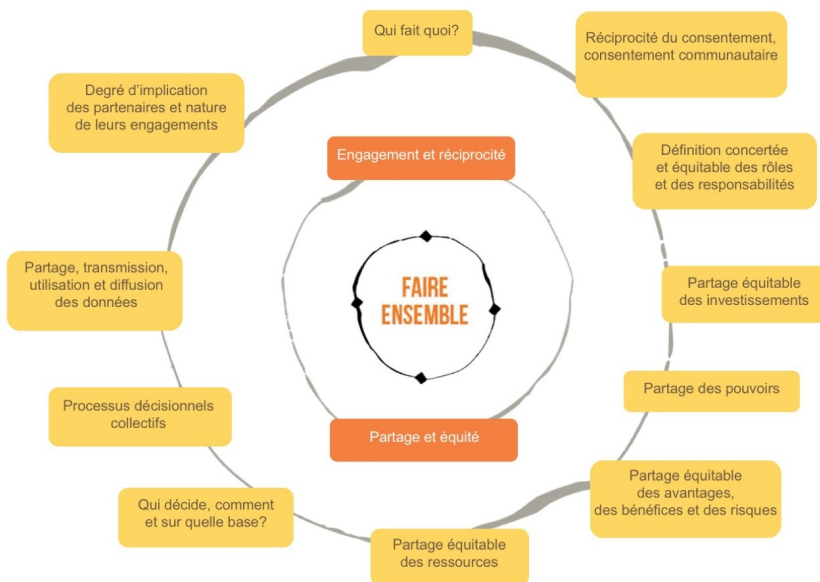 Qui fait quoi?
Réciprocité du consentement,
consentement communautaire
Degré d’implication
des partenaires et nature
de leurs engagements
Engagement et réciprocité
Définition concertée
et équitable des rôles
et des responsabilités
Partage, transmission,
utilisation et diffusion
des données
FAIRE
ENSEMBLE
Partage équitable
des investissements
Processus décisionnels
collectifs
Partage des pouvoirs
Partage et équité
Qui décide, comment
et sur quelle base?
Partage équitable
des avantages,
des bénéfices et des risques
Partage équitable
des ressources